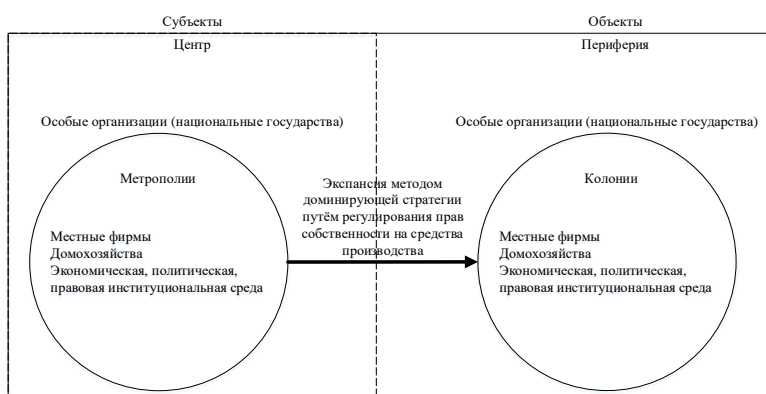 Субъекты
Объекты
Центр
Периферия
Особые организации (национальные государства)
Особые организации (национальные государства)
Метрополии
Местные фирмы
Домохозяйства
Экономическая, политическая,
правовая институциональная среда
Экспансия методом
доминирующей стратегии
путём регулирования прав
собственности на средства
производства
Колонии
Местные фирмы
Домохозяйства
Экономическая, политическая,
правовая институциональная среда